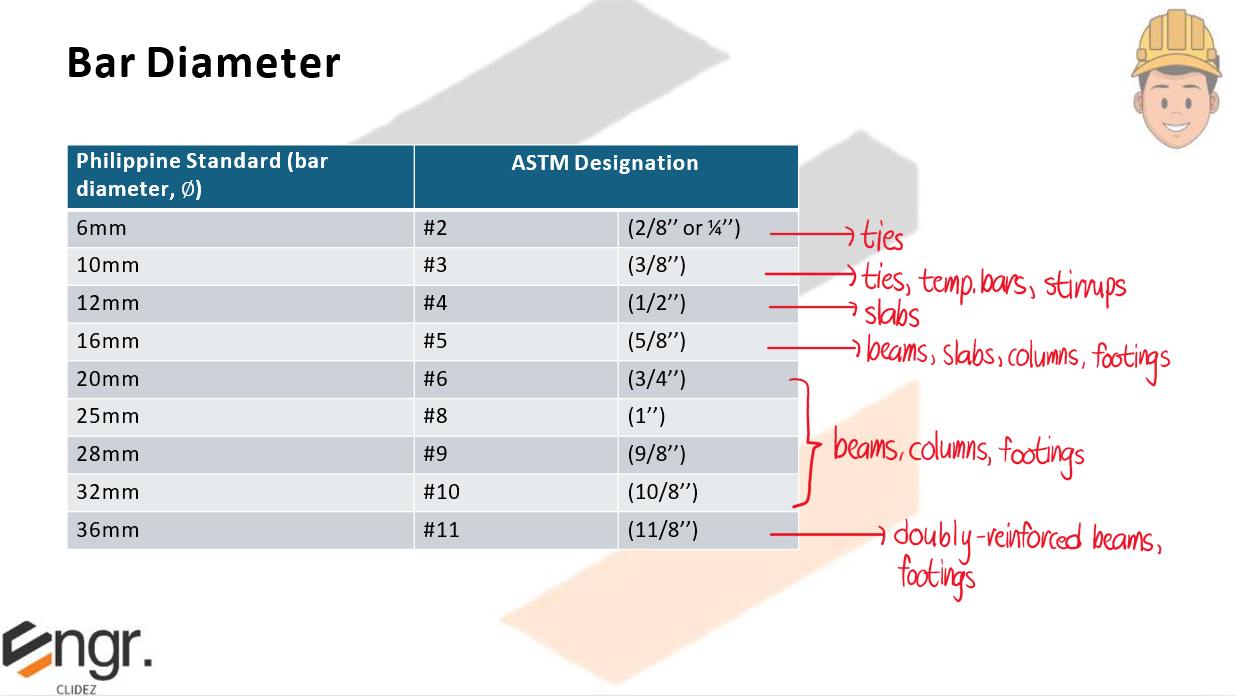 Bar Diameter
Philippine Standard (bar diameter, Ø) ASTM Designation
6mm #2 (2/8’’ or ¼’’) ties
10mm #3 (3/8’’) ties, temp. bars, stirrups
12mm #4 (1/2’’) slabs
16mm #5 (5/8’’) beams, slabs, columns, footings
20mm #6 (3/4’’)
25mm #8 (1’’)
28mm #9 (9/8’’)
beams, columns, footings
32mm #10 (10/8’’)
36mm #11 (11/8’’) doubly-reinforced beams,
footings
Engr.
CLIDEZ